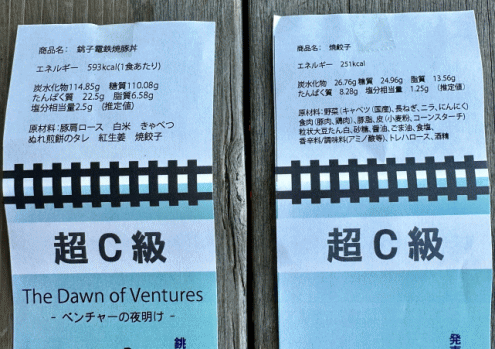 商品名: 銚子電鉄焼豚丼
エネルギー 593kcal(1食あたり)
炭水化物114.85g 糖質110.08g
たんぱく質 22.5g 脂質6.58g
塩分相当量2.5g (推定値)
原材料:豚肩ロース 白米 きゃべつ
ぬれ煎餅のタレ 紅生姜 焼餃子
超C級
The Dawn of Ventures
- ベンチャーの夜明け -
銚
商品名: 焼餃子
エネルギー 251kcal
炭水化物 26.76g 糖質 24.96g 脂質 13.56g
たんぱく質 8.28g 塩分相当量 1.25g (推定値)
原材料:野菜(キャベツ(国産)、長ねぎ、ニラ、にんにく)
食肉(豚肉、鶏肉)、豚脂、皮(小麦粉、コーンスターチ)
粒状大豆たん白、砂糖、醤油、ごま油、食塩、
香辛料/調味料(アミノ酸等)、トレハロース、酒精
超C級
発